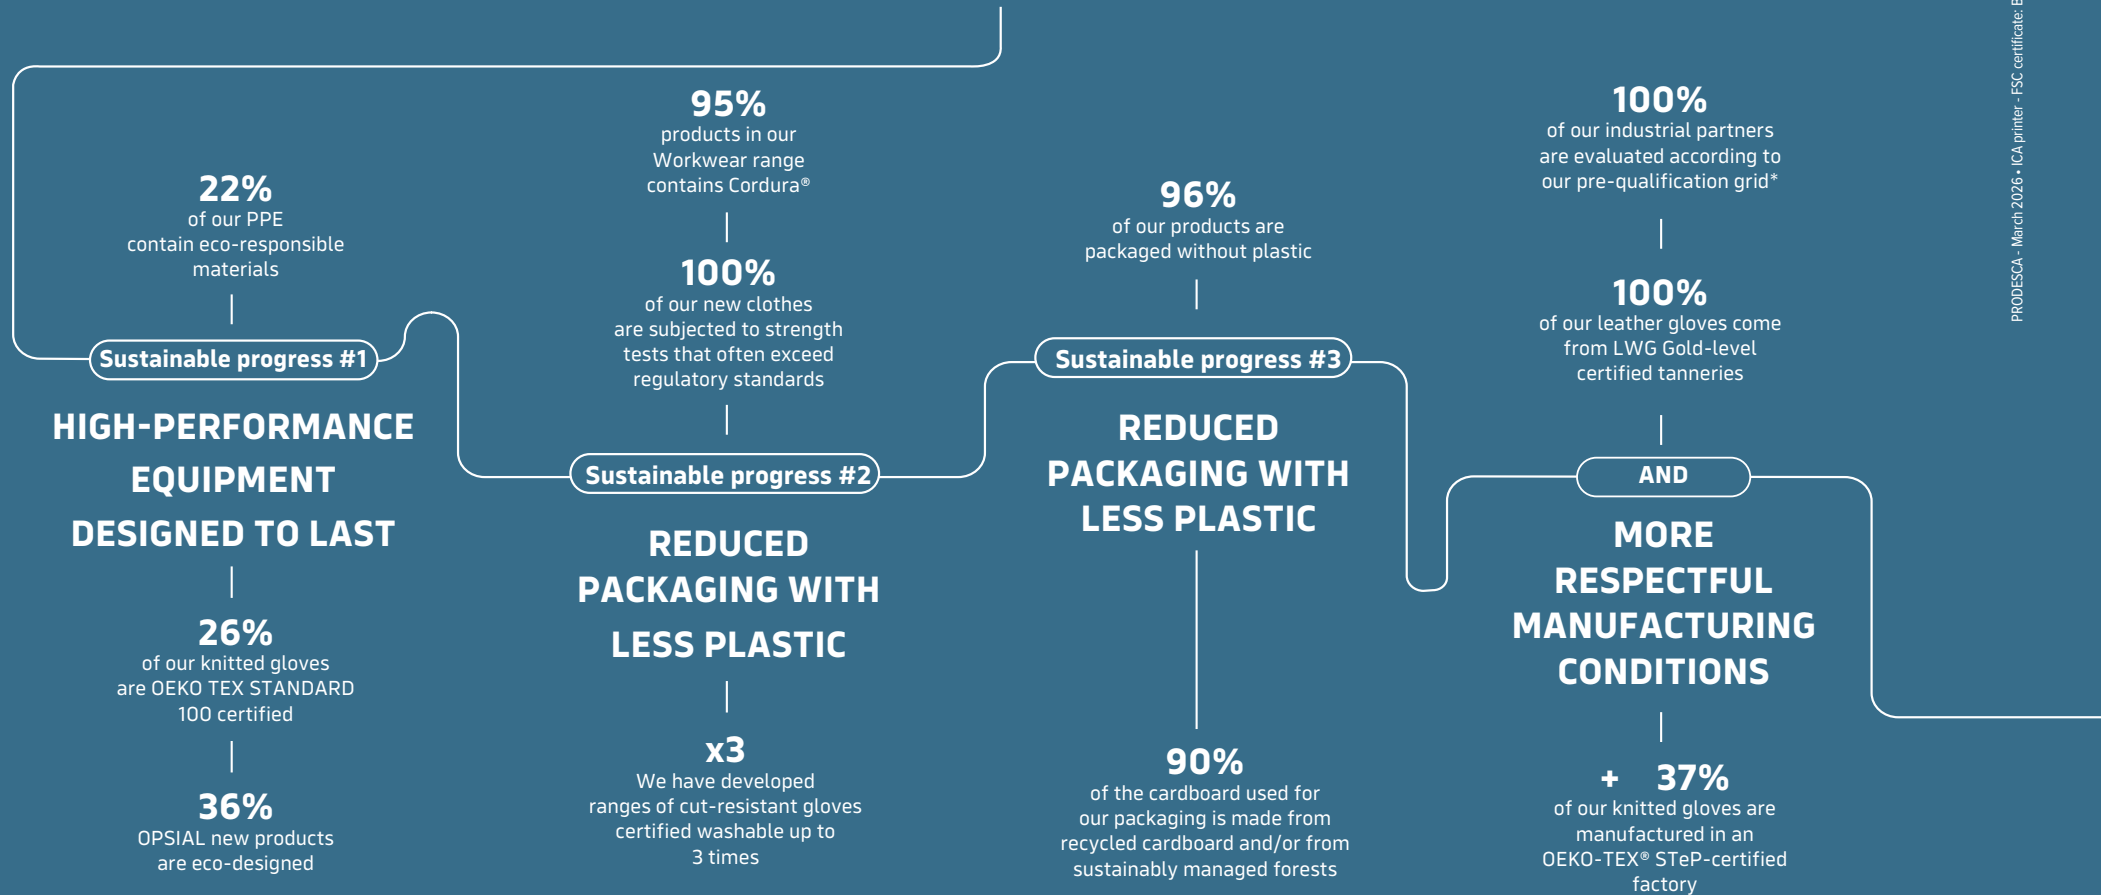 22%
of our PPE
contain eco-responsible
materials
Sustainable progress #1
HIGH-PERFORMANCE
EQUIPMENT
DESIGNED TO LAST
26%
of our knitted gloves
are OEKO TEX STANDARD
100 certified
36%
OPSIAL new products
are eco-designed
95%
products in our
Workwear range
contains Cordura®
100%
of our new clothes
are subjected to strength
tests that often exceed
regulatory standards
Sustainable progress #2
REDUCED
PACKAGING WITH
LESS PLASTIC
x3
We have developed
ranges of cut-resistant gloves
certified washable up to
3 times
96%
of our products are
packaged without plastic
Sustainable progress #3
REDUCED
PACKAGING WITH
LESS PLASTIC
90%
of the cardboard used for
our packaging is made from
recycled cardboard and/or from
sustainably managed forests
100%
of our industrial partners
are evaluated according to
our pre-qualification grid*
100%
of our leather gloves come
from LWG Gold-level
certified tanneries
AND
MORE
RESPECTFUL
MANUFACTURING
CONDITIONS
+ 37%
of our knitted gloves are
manufactured in an
OEKO-TEX® STeP-certified
factory
PRODESCA - March 2026 • ICA printer - FSC certificate: